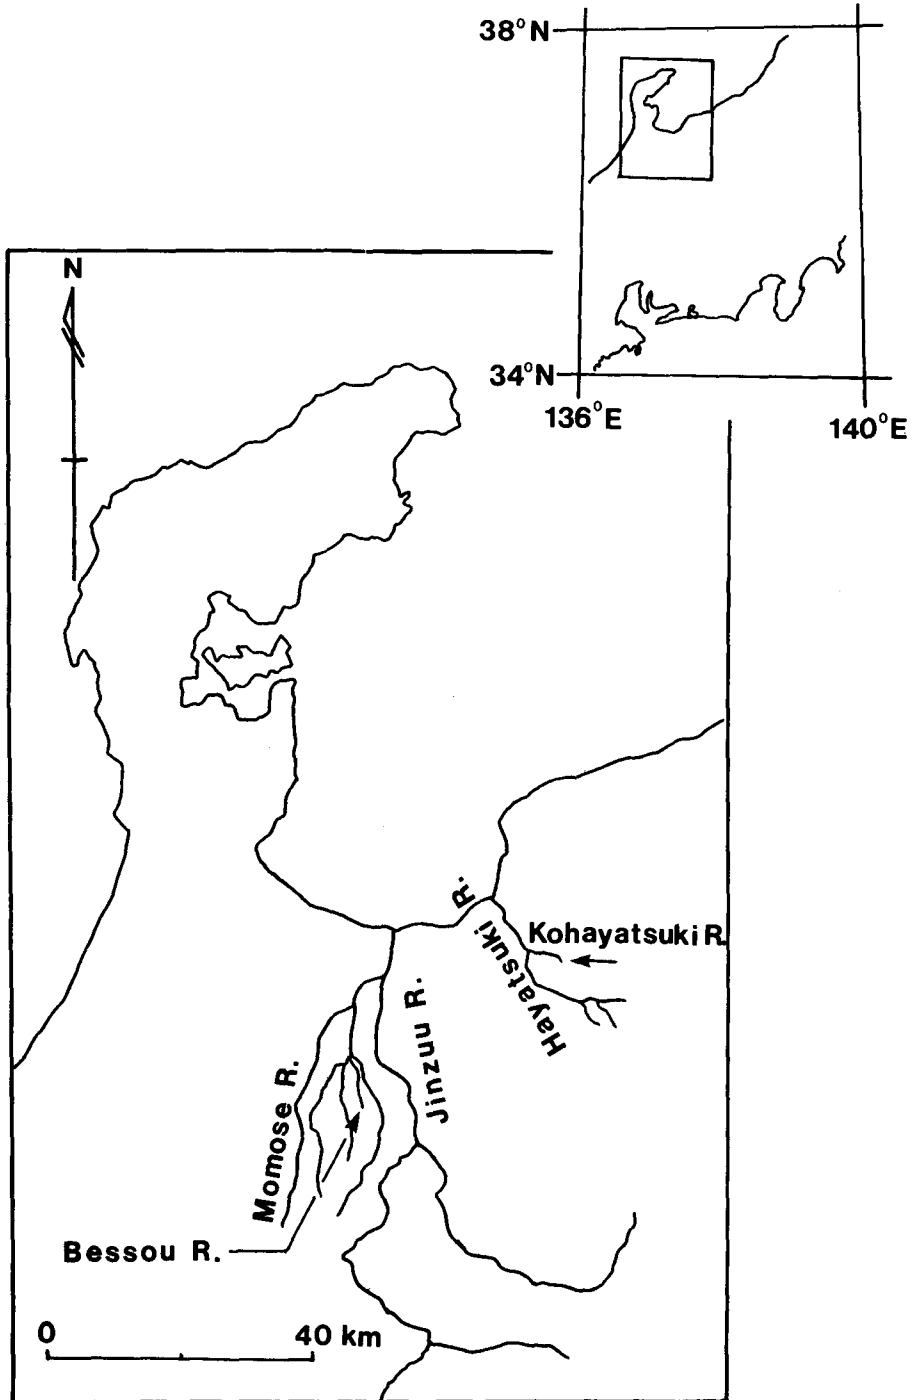 38°N
34°N
136°E
140°E
N
Kohayatsuki R.
Hayatsuki R.
Jinzuu R.
Momose R.
Bessou R.
0 40 km